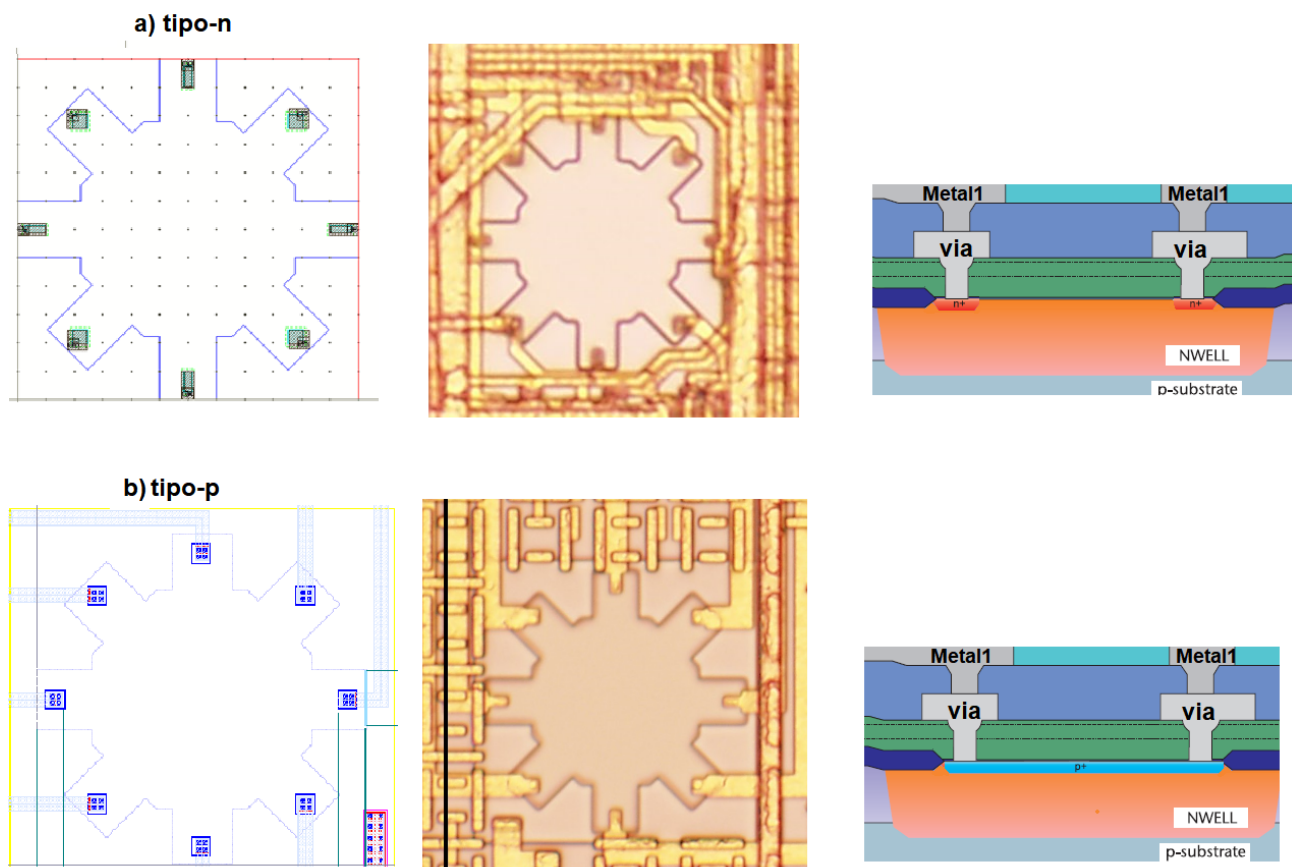 a) tipo-n
Metal1 Metal1
via via
n+ n+
NWELL
p-substrate
b) tipo-p
Metal1 Metal1
via via
p+
NWELL
p-substrate